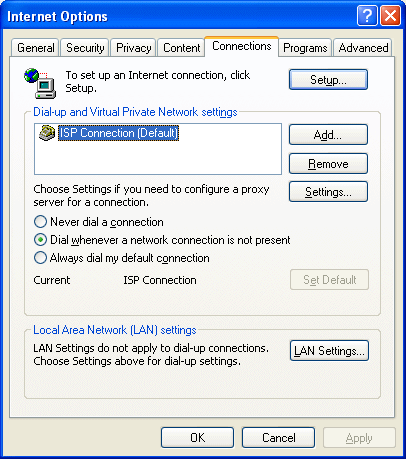 Internet Options
General Security Privacy Content Connections Programs Advanced
To set up an Internet connection, click
Setup.
Setup...
Dial-up and Virtual Private Network settings
ISP Connection (Default)
Add...
Remove
Choose Settings if you need to configure a proxy
server for a connection.
Settings...
Never dial a connection
Dial whenever a network connection is not present
Always dial my default connection
Current ISP Connection Set Default
Local Area Network (LAN) settings
LAN Settings do not apply to dial-up connections.
Choose Settings above for dial-up settings.
LAN Settings...
OK Cancel Apply